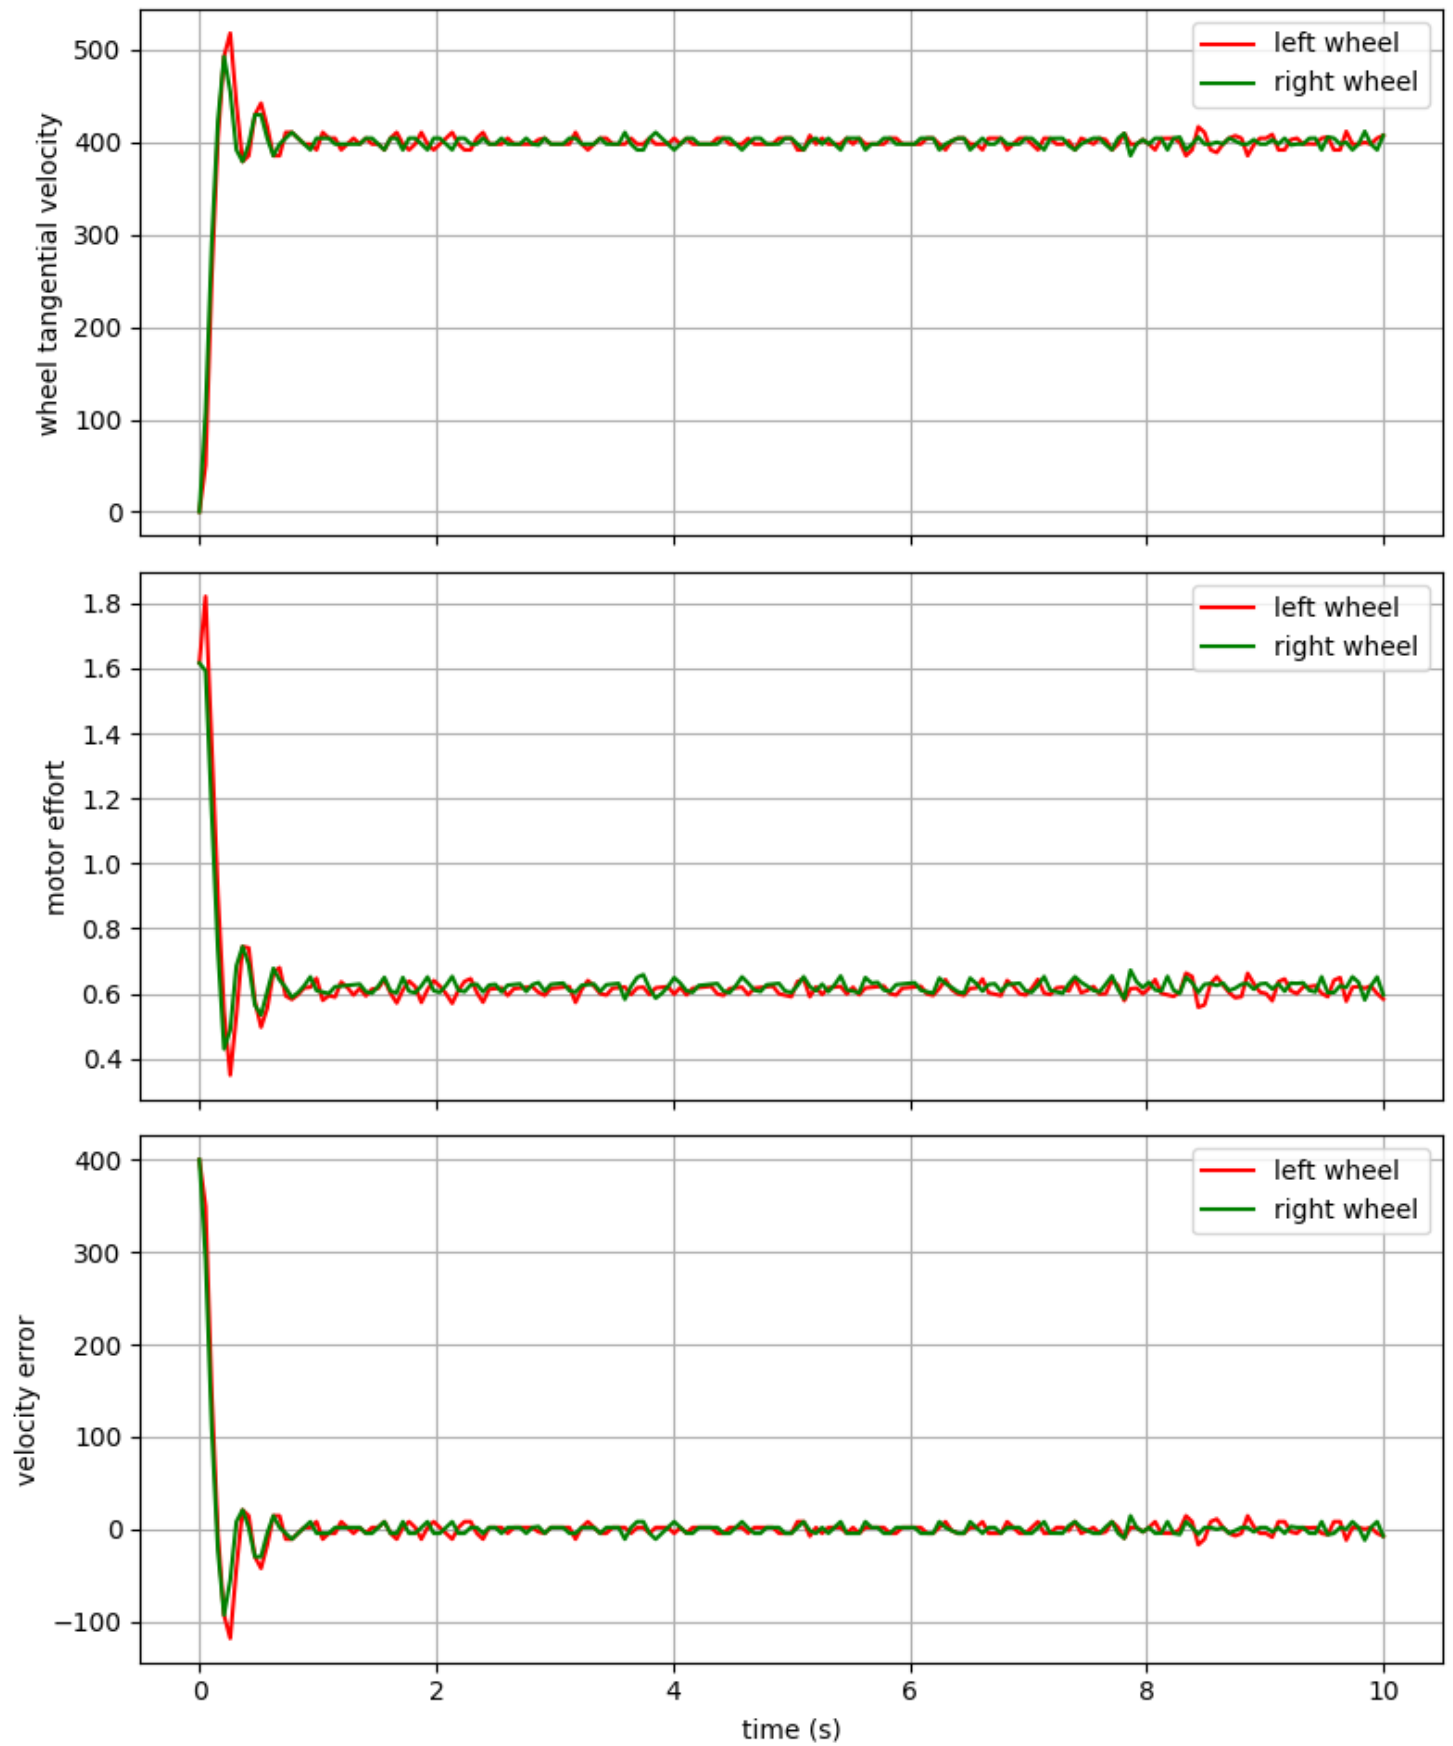 500
400
300
200
100
0
wheel tangential velocity
left wheel
right wheel
1.8
1.6
1.4
1.2
1.0
0.8
0.6
0.4
motor effort
left wheel
right wheel
400
300
200
100
0
−100
velocity error
left wheel
right wheel
0 2 4 6 8 10
time (s)